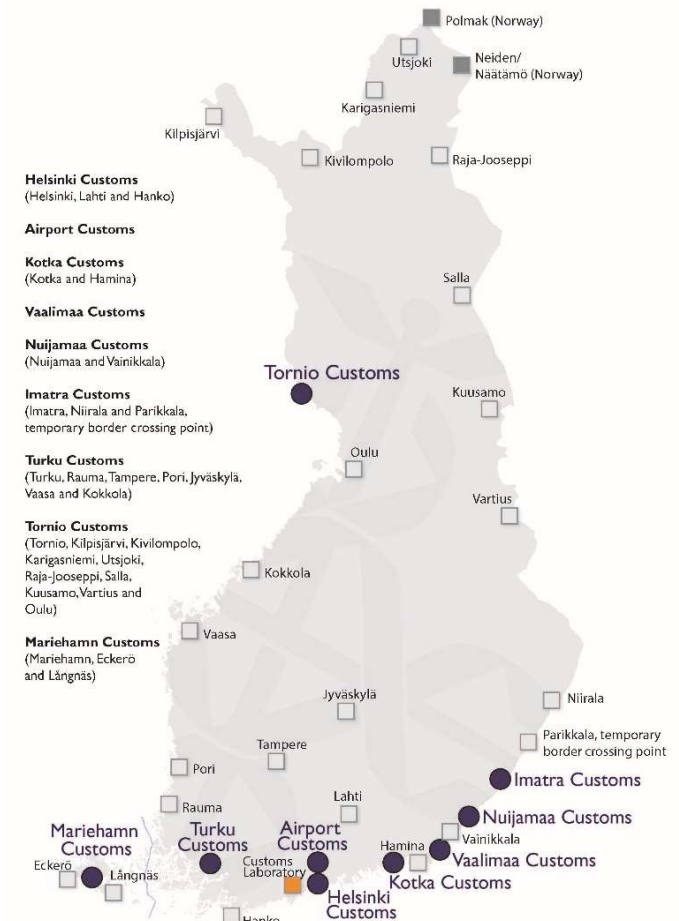 Polmak (Norway)
Utsjoki
Neiden/
Näätämö (Norway)
Karigasniemi
Kilpisjärvi
Kivilompolo
Raja-Jooseppi
Helsinki Customs
(Helsinki, Lahti and Hanko)
Airport Customs
Kotka Customs
(Kotka and Hamina)
Vaalimaa Customs
Nuijamaa Customs
(Nuijamaa and Vainikkala)
Imatra Customs
(Imatra, Niirala and Parikkala,
temporary border crossing point)
Turku Customs
(Turku, Rauma, Tampere, Pori, Jyväskylä,
Vaasa and Kokkola)
Tornio Customs
(Tornio, Kilpisjärvi, Kivilompolo,
Karigasniemi, Utsjoki,
Raja-Jooseppi, Salla,
Kuusamo, Vartius and
Oulu)
Mariehamn Customs
(Mariehamn, Eckerö
and Långnäs)
Salla
Tornio Customs
Kuusamo
Oulu
Vartius
Kokkola
Vaasa
Jyväskylä
Niirala
Tampere
Parikkala, temporary
border crossing point
Pori
Imatra Customs
Lahti
Rauma
Nuijamaa Customs
Mariehamn
Customs
Turku
Customs
Airport
Customs
Hamina
Vainikkala
Vaalimaa Customs
Eckerö
Långnäs
Customs
Laboratory
Kotka Customs
Helsinki
Customs
Hanko